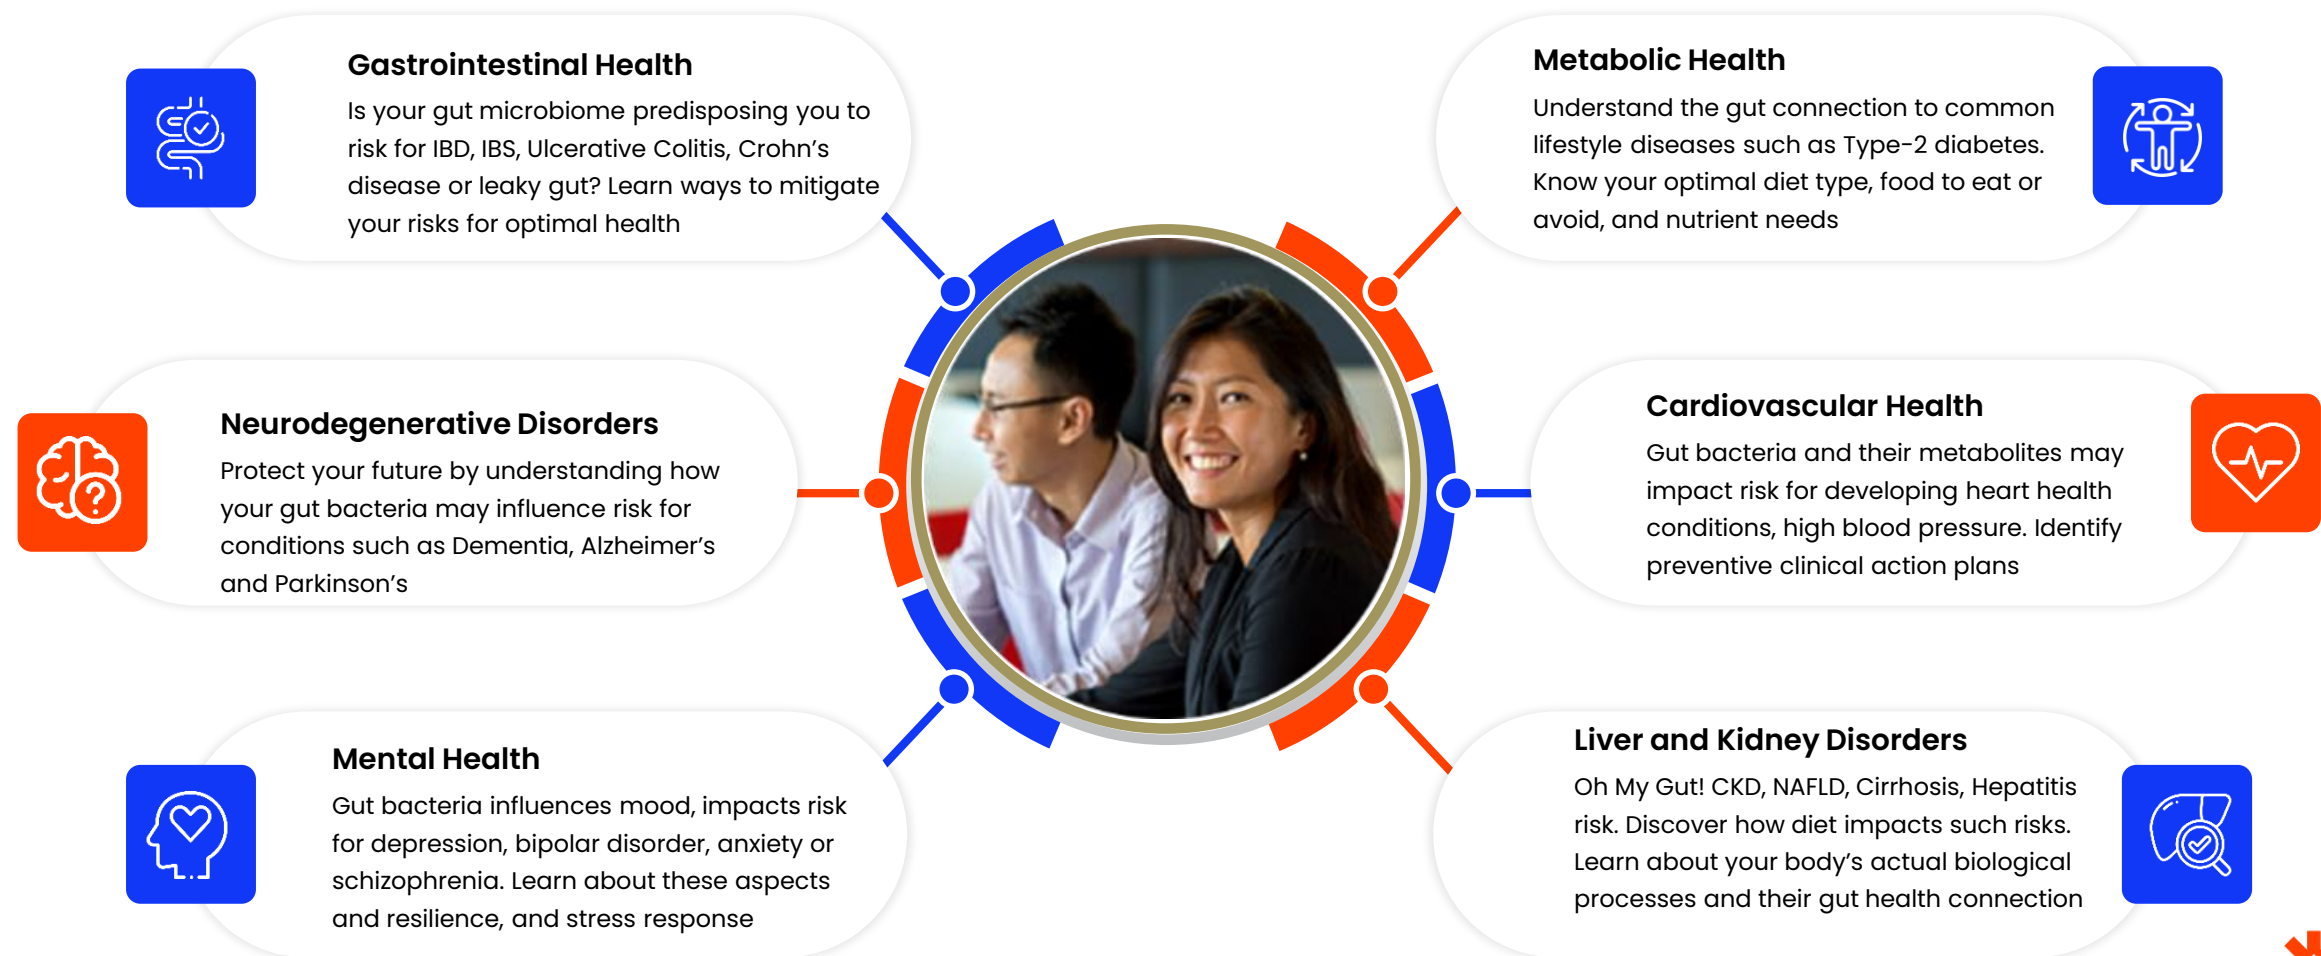 Gastrointestinal Health
Is your gut microbiome predisposing you to
risk for IBD, IBS, Ulcerative Colitis, Crohn’s
disease or leaky gut? Learn ways to mitigate
your risks for optimal health
Metabolic Health
Understand the gut connection to common
lifestyle diseases such as Type-2 diabetes.
Know your optimal diet type, food to eat or
avoid, and nutrient needs
Neurodegenerative Disorders
Protect your future by understanding how
your gut bacteria may influence risk for
conditions such as Dementia, Alzheimer’s
and Parkinson’s
Cardiovascular Health
Gut bacteria and their metabolites may
impact risk for developing heart health
conditions, high blood pressure. Identify
preventive clinical action plans
Mental Health
Gut bacteria influences mood, impacts risk
for depression, bipolar disorder, anxiety or
schizophrenia. Learn about these aspects
and resilience, and stress response
Liver and Kidney Disorders
Oh My Gut! CKD, NAFLD, Cirrhosis, Hepatitis
risk. Discover how diet impacts such risks.
Learn about your body’s actual biological
processes and their gut health connection